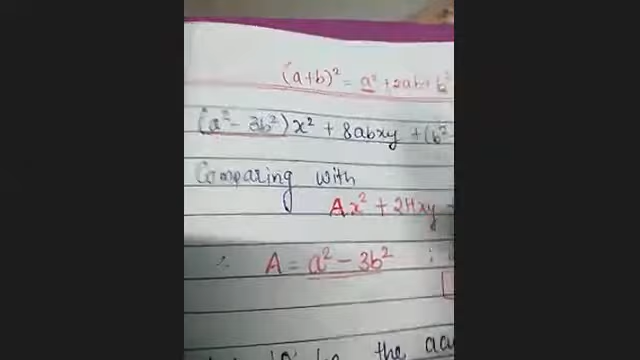 (a+b)² = a² + 2ab + b²
(a² - 3b²)x² + 8abxy + (b² -
Comparing with
Ax² + 2Hxy
∴ A = a² - 3b² ;
the